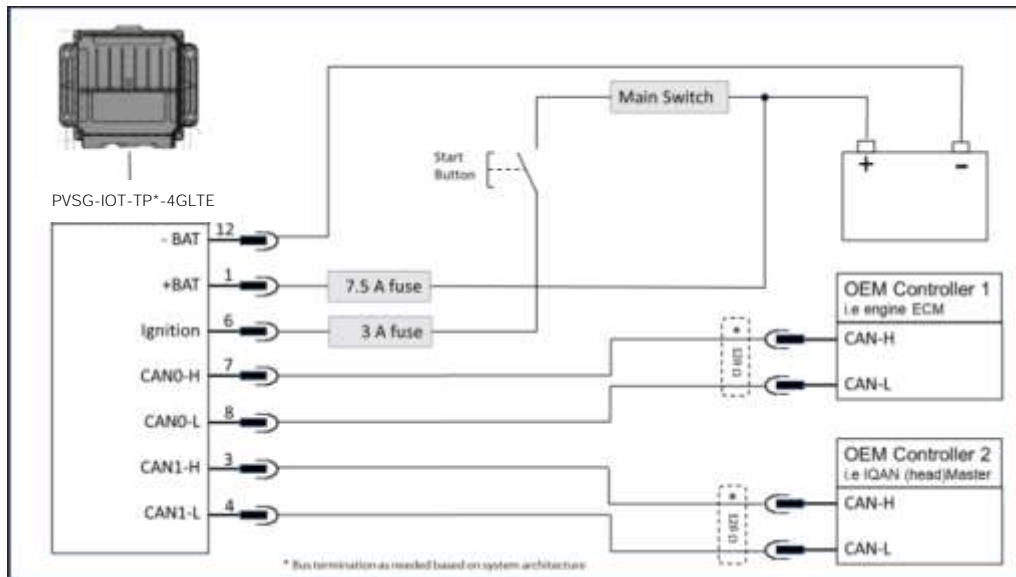 Main Switch
Start
Button
+
-
PVSG-IOT-TP*-4GLTE
- BAT
12
+BAT
1
7.5 A fuse
Ignition
6
3 A fuse
CAN0-H
7
CAN0-L
8
CAN1-H
3
CAN1-L
4
OEM Controller 1
i.e engine ECM
CAN-H
CAN-L
*
120 Ω
OEM Controller 2
i.e IQAN (head)Master
CAN-H
CAN-L
*
120 Ω
* Bus termination as needed based on system architecture